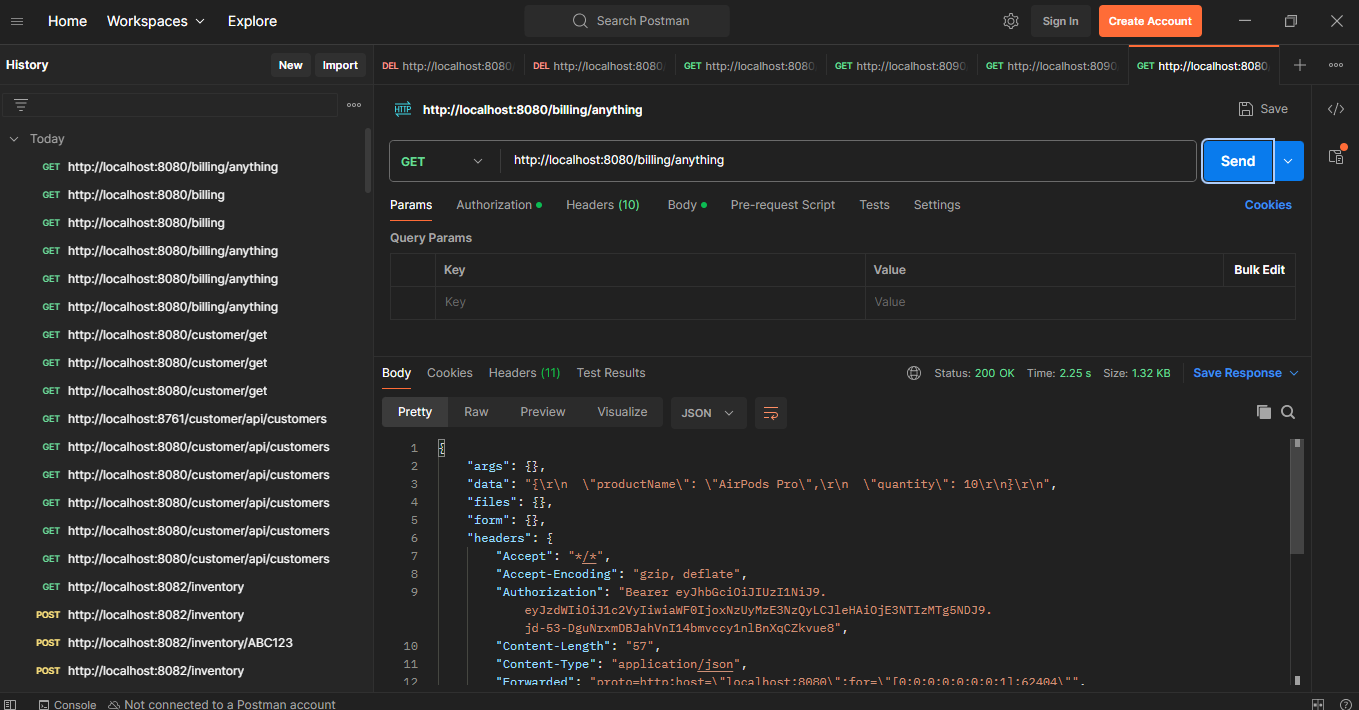 Home Workspaces Explore Search Postman Sign In Create Account
History New Import
DEL http://localhost:8080 DEL http://localhost:8080 GET http://localhost:8080 GET http://localhost:8090 GET http://localhost:8090 GET http://localhost:8080
HTTP http://localhost:8080/billing/anything Save
Today
GET http://localhost:8080/billing/anything
GET http://localhost:8080/billing
GET http://localhost:8080/billing
GET http://localhost:8080/billing/anything
GET http://localhost:8080/billing/anything
GET http://localhost:8080/billing/anything
GET http://localhost:8080/customer/get
GET http://localhost:8080/customer/get
GET http://localhost:8080/customer/get
GET http://localhost:8761/customer/api/customers
GET http://localhost:8080/customer/api/customers
GET http://localhost:8080/customer/api/customers
GET http://localhost:8080/customer/api/customers
GET http://localhost:8080/customer/api/customers
GET http://localhost:8080/customer/api/customers
GET http://localhost:8082/inventory
POST http://localhost:8082/inventory
POST http://localhost:8082/inventory/ABC123
POST http://localhost:8082/inventory
GET http://localhost:8080/billing/anything Send
Params Authorization Headers (10) Body Pre-request Script Tests Settings Cookies
Query Params
Key Value Bulk Edit
Key Value
Body Cookies Headers (11) Test Results Status: 200 OK Time: 2.25 s Size: 1.32 KB Save Response
Pretty Raw Preview Visualize JSON
1 {
2 "args": {},
3 "data": "{\r\n  \"productName\": \"AirPods Pro\",\r\n  \"quantity\": 10\r\n}\r\n",
4 "files": {},
5 "form": {},
6 "headers": {
7 "Accept": "*/*",
8 "Accept-Encoding": "gzip, deflate",
9 "Authorization": "Bearer eyJhbGciOiJIUzI1NiJ9.
eyJzdWIiOiJ1c2VyIiwiaWF0IjoxNzUyMzE3NzQyLCJleHAiOjE3NTIzMTg5NDJ9.
jd-53-DguNrxmDBJahVnI14bmvccy1nlBnXqCZkvue8",
10 "Content-Length": "57",
11 "Content-Type": "application/json",
12 "Forwarded": "proto=http;host=\"localhost:8080\";for=\"[0:0:0:0:0:0:0:1]:62404\"",
Console Not connected to a Postman account